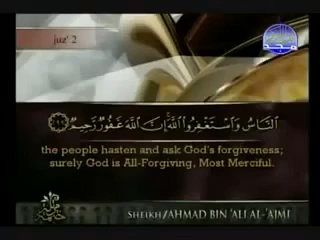 juz' 2
ٱلنَّاسُ وَٱسْتَغْفِرُوا۟ ٱللَّهَ إِنَّ ٱللَّهَ غَفُورٌ رَّحِيمٌ ١٩٩
the people hasten and ask God's forgiveness;
surely God is All-Forgiving, Most Merciful.
SHEIKH/AHMAD BIN 'ALI AL-'AJMI